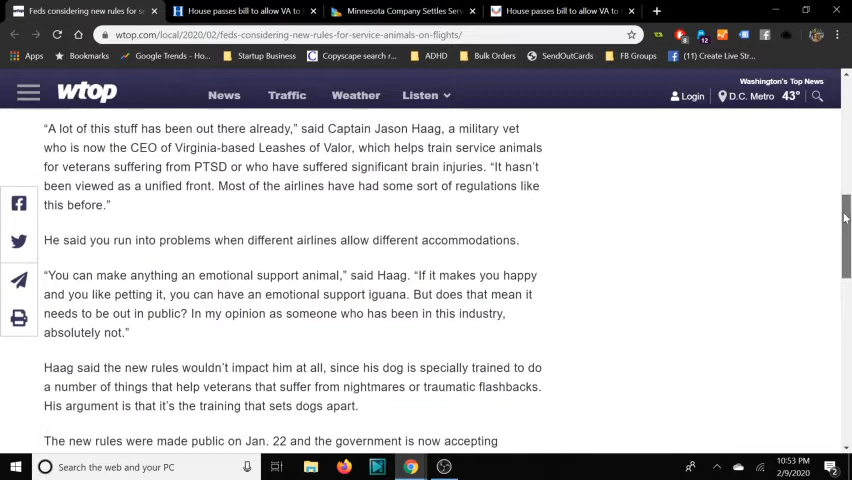 Feds considering new rules for se
House passes bill to allow VA to
Minnesota Company Settles Serv
House passes bill to allow VA to
wtop.com/local/2020/02/feds-considering-new-rules-for-service-animals-on-flights/
Apps
Bookmarks
Google Trends - Ho...
Startup Business
Copyscape search r...
ADHD
Bulk Orders
SendOutCards
FB Groups
(11) Create Live Str...
wtop
News
Traffic
Weather
Listen
Washington's Top News
Login
D.C. Metro 43°
“A lot of this stuff has been out there already,” said Captain Jason Haag, a military vet
who is now the CEO of Virginia-based Leashes of Valor, which helps train service animals
for veterans suffering from PTSD or who have suffered significant brain injuries. “It hasn’t
been viewed as a unified front. Most of the airlines have had some sort of regulations like
this before.”
He said you run into problems when different airlines allow different accommodations.
“You can make anything an emotional support animal,” said Haag. “If it makes you happy
and you like petting it, you can have an emotional support iguana. But does that mean it
needs to be out in public? In my opinion as someone who has been in this industry,
absolutely not.”
Haag said the new rules wouldn’t impact him at all, since his dog is specially trained to do
a number of things that help veterans that suffer from nightmares or traumatic flashbacks.
His argument is that it’s the training that sets dogs apart.
The new rules were made public on Jan. 22 and the government is now accepting
Search the web and your PC
10:53 PM
2/9/2020
2